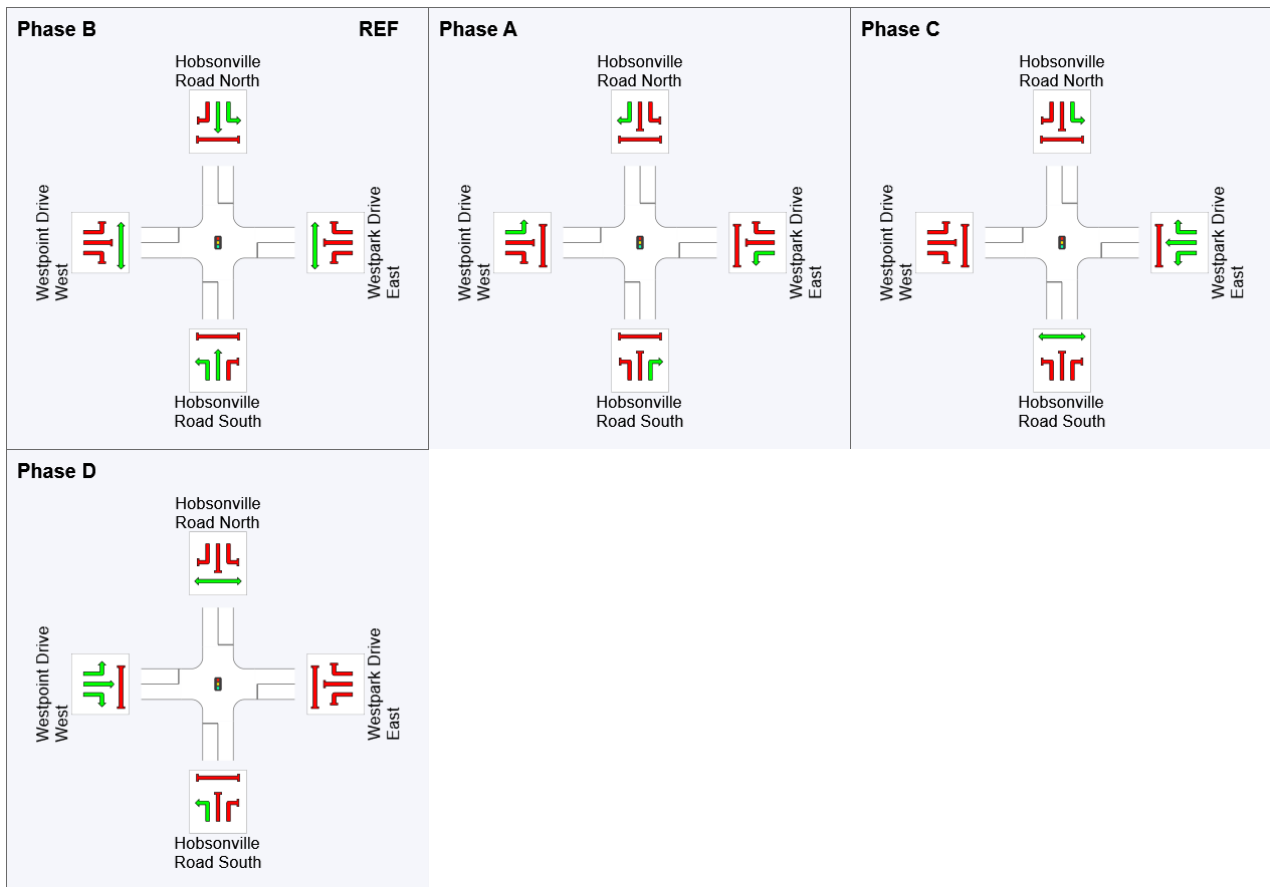 Phase B
REF
Hobsonville
Road North
Westpoint Drive
West
Westpark Drive
East
Hobsonville
Road South
Phase A
Hobsonville
Road North
Westpoint Drive
West
Westpark Drive
East
Hobsonville
Road South
Phase C
Hobsonville
Road North
Westpoint Drive
West
Westpark Drive
East
Hobsonville
Road South
Phase D
Hobsonville
Road North
Westpoint Drive
West
Westpark Drive
East
Hobsonville
Road South